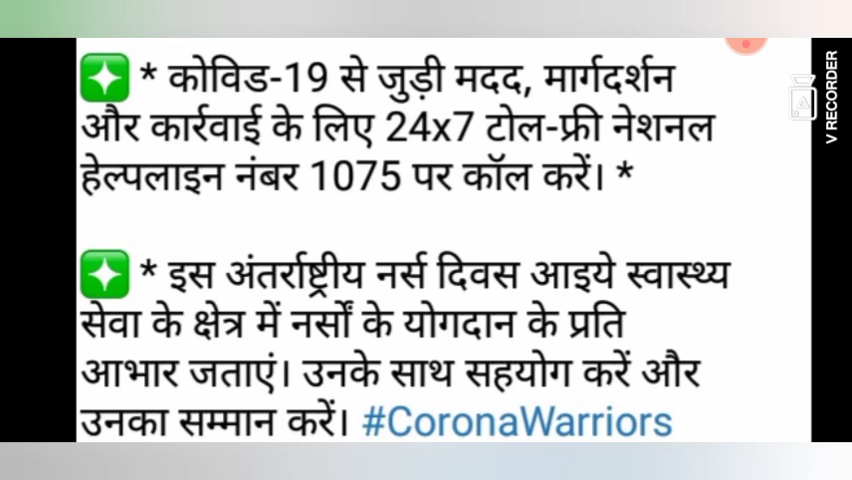 * कोविड-19 से जुड़ी मदद, मार्गदर्शन
और कार्रवाई के लिए 24x7 टोल-फ्री नेशनल
हेल्पलाइन नंबर 1075 पर कॉल करें। *
* इस अंतर्राष्ट्रीय नर्स दिवस आइये स्वास्थ्य
सेवा के क्षेत्र में नर्सों के योगदान के प्रति
आभार जताएं। उनके साथ सहयोग करें और
उनका सम्मान करें। #CoronaWarriors
V RECORDER